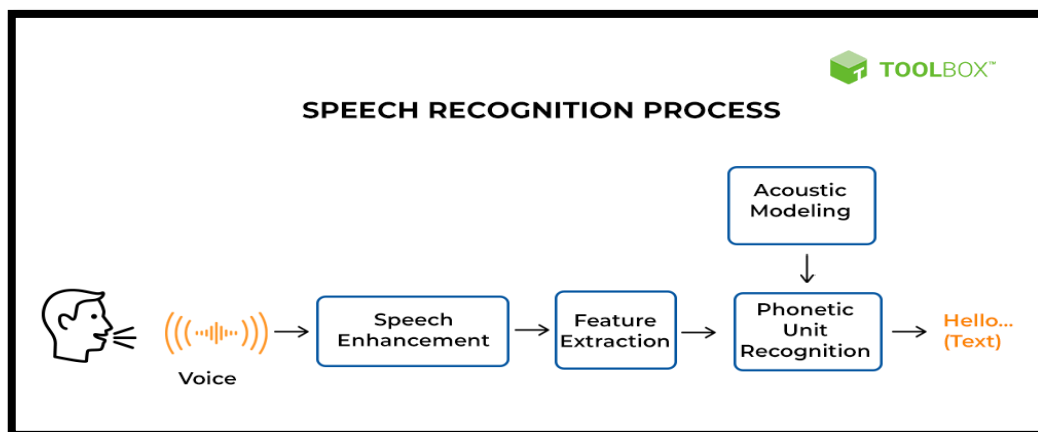 TOOLBOX™
SPEECH RECOGNITION PROCESS
Acoustic
Modeling
Voice
Speech
Enhancement
Feature
Extraction
Phonetic
Unit
Recognition
Hello...
(Text)